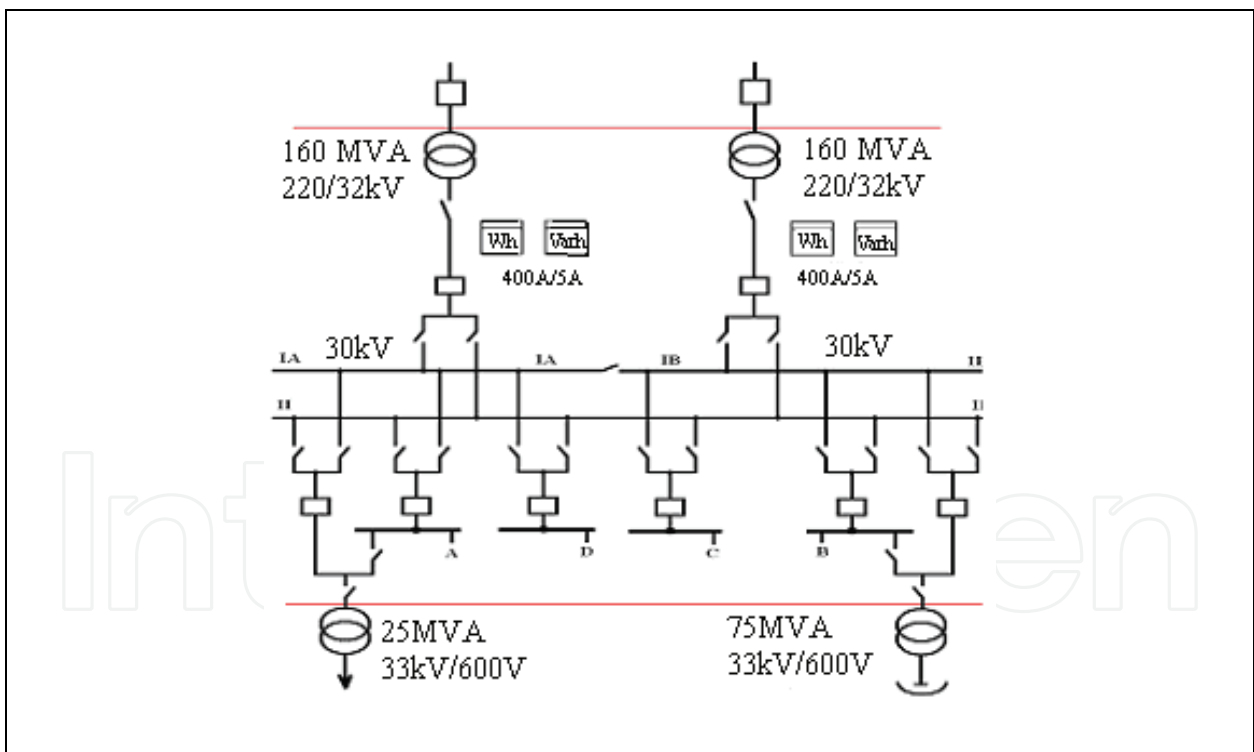 160 MVA
220/32kV
160 MVA
220/32kV
Wh Varh
400A/5A
Wh Varh
400A/5A
30kV
30kV
IA
IA
IB
II
II
I
A
D
C
B
25MVA
33kV/600V
75MVA
33kV/600V
Inten